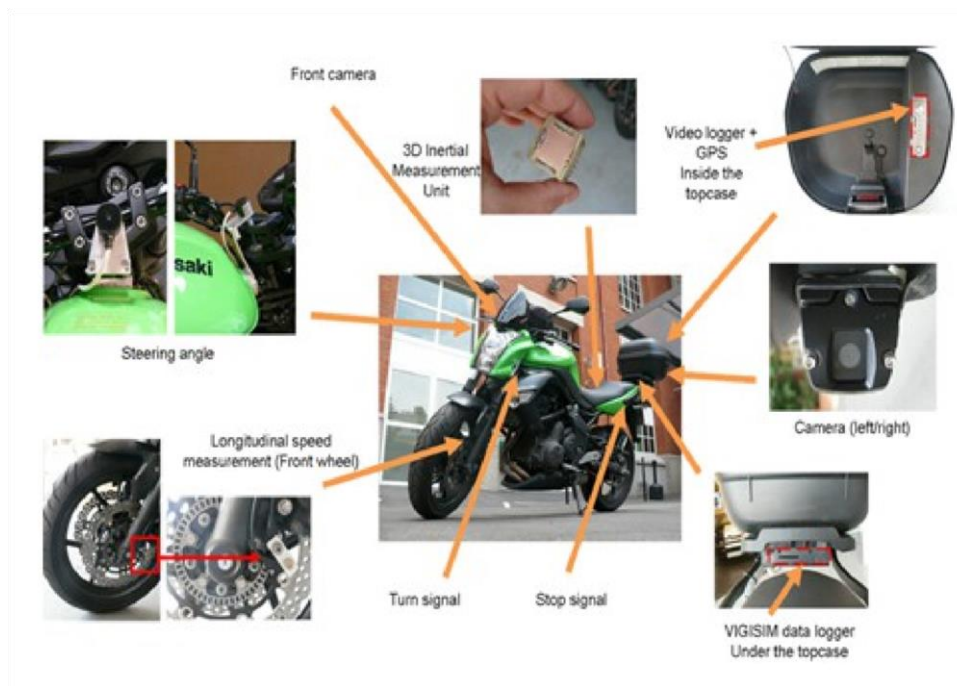 Front camera
3D Inertial
Measurement
Unit
Video logger +
GPS
Inside the
topcase
saki
Steering angle
Camera (left/right)
Longitudinal speed
measurement (Front wheel)
Turn signal
Stop signal
VIGISIM data logger
Under the topcase